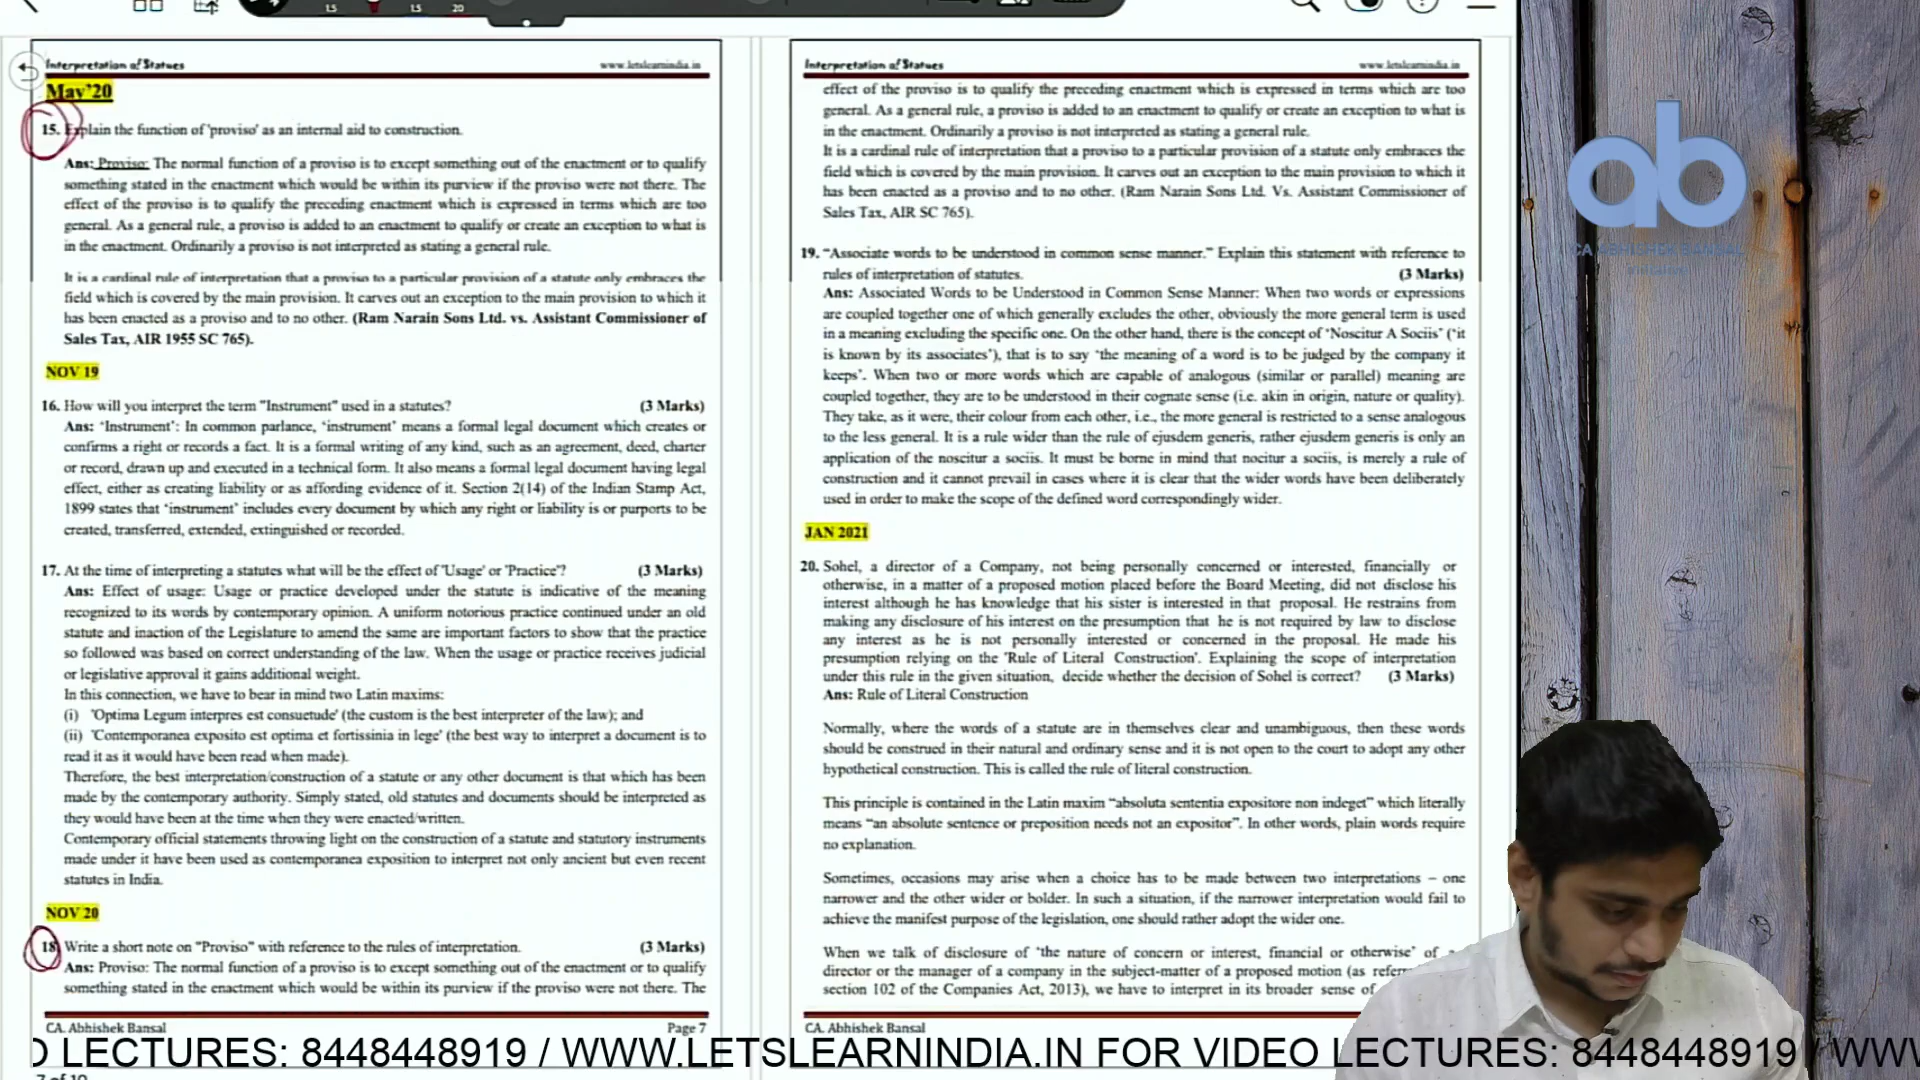 15
15
20
Interpretation of Statues www.letslearnindia.in
May'20
15. Explain the function of 'proviso' as an internal aid to construction.
Ans: Proviso: The normal function of a proviso is to except something out of the enactment or to qualify
something stated in the enactment which would be within its purview if the proviso were not there. The
effect of the proviso is to qualify the preceding enactment which is expressed in terms which are too
general. As a general rule, a proviso is added to an enactment to qualify or create an exception to what is
in the enactment. Ordinarily a proviso is not interpreted as stating a general rule.
It is a cardinal rule of interpretation that a proviso to a particular provision of a statute only embraces the
field which is covered by the main provision. It carves out an exception to the main provision to which it
has been enacted as a proviso and to no other. (Ram Narain Sons Ltd. vs. Assistant Commissioner of
Sales Tax, AIR 1955 SC 765).
NOV 19
16. How will you interpret the term "Instrument" used in a statutes? (3 Marks)
Ans: 'Instrument': In common parlance, 'instrument' means a formal legal document which creates or
confirms a right or records a fact. It is a formal writing of any kind, such as an agreement, deed, charter
or record, drawn up and executed in a technical form. It also means a formal legal document having legal
effect, either as creating liability or as affording evidence of it. Section 2(14) of the Indian Stamp Act,
1899 states that 'instrument' includes every document by which any right or liability is or purports to be
created, transferred, extended, extinguished or recorded.
17. At the time of interpreting a statutes what will be the effect of 'Usage' or 'Practice'? (3 Marks)
Ans: Effect of usage: Usage or practice developed under the statute is indicative of the meaning
recognized to its words by contemporary opinion. A uniform notorious practice continued under an old
statute and inaction of the Legislature to amend the same are important factors to show that the practice
so followed was based on correct understanding of the law. When the usage or practice receives judicial
or legislative approval it gains additional weight.
In this connection, we have to bear in mind two Latin maxims:
(i) 'Optima Legum interpres est consuetude' (the custom is the best interpreter of the law); and
(ii) 'Contemporanea exposito est optima et fortissinia in lege' (the best way to interpret a document is to
read it as it would have been read when made).
Therefore, the best interpretation/construction of a statute or any other document is that which has been
made by the contemporary authority. Simply stated, old statutes and documents should be interpreted as
they would have been at the time when they were enacted/written.
Contemporary official statements throwing light on the construction of a statute and statutory instruments
made under it have been used as contemporanea exposition to interpret not only ancient but even recent
statutes in India.
NOV 20
18 Write a short note on "Proviso" with reference to the rules of interpretation. (3 Marks)
Ans: Proviso: The normal function of a proviso is to except something out of the enactment or to qualify
something stated in the enactment which would be within its purview if the proviso were not there. The
CA. Abhishek Bansal Page 7
Interpretation of Statues www.letslearnindia.in
effect of the proviso is to qualify the preceding enactment which is expressed in terms which are too
general. As a general rule, a proviso is added to an enactment to qualify or create an exception to what is
in the enactment. Ordinarily a proviso is not interpreted as stating a general rule.
It is a cardinal rule of interpretation that a proviso to a particular provision of a statute only embraces the
field which is covered by the main provision. It carves out an exception to the main provision to which it
has been enacted as a proviso and to no other. (Ram Narain Sons Ltd. Vs. Assistant Commissioner of
Sales Tax, AIR SC 765).
19. "Associate words to be understood in common sense manner." Explain this statement with reference to
rules of interpretation of statutes. (3 Marks)
Ans: Associated Words to be Understood in Common Sense Manner: When two words or expressions
are coupled together one of which generally excludes the other, obviously the more general term is used
in a meaning excluding the specific one. On the other hand, there is the concept of 'Noscitur A Sociis' ('it
is known by its associates'), that is to say 'the meaning of a word is to be judged by the company it
keeps'. When two or more words which are capable of analogous (similar or parallel) meaning are
coupled together, they are to be understood in their cognate sense (i.e. akin in origin, nature or quality).
They take, as it were, their colour from each other, i.e., the more general is restricted to a sense analogous
to the less general. It is a rule wider than the rule of ejusdem generis, rather ejusdem generis is only an
application of the noscitur a sociis. It must be borne in mind that nocitur a sociis, is merely a rule of
construction and it cannot prevail in cases where it is clear that the wider words have been deliberately
used in order to make the scope of the defined word correspondingly wider.
JAN 2021
20. Sohel, a director of a Company, not being personally concerned or interested, financially or
otherwise, in a matter of a proposed motion placed before the Board Meeting, did not disclose his
interest although he has knowledge that his sister is interested in that proposal. He restrains from
making any disclosure of his interest on the presumption that he is not required by law to disclose
any interest as he is not personally interested or concerned in the proposal. He made his
presumption relying on the 'Rule of Literal Construction'. Explaining the scope of interpretation
under this rule in the given situation, decide whether the decision of Sohel is correct? (3 Marks)
Ans: Rule of Literal Construction
Normally, where the words of a statute are in themselves clear and unambiguous, then these words
should be construed in their natural and ordinary sense and it is not open to the court to adopt any other
hypothetical construction. This is called the rule of literal construction.
This principle is contained in the Latin maxim "absoluta sententia expositore non indeget" which literally
means "an absolute sentence or preposition needs not an expositor". In other words, plain words require
no explanation.
Sometimes, occasions may arise when a choice has to be made between two interpretations – one
narrower and the other wider or bolder. In such a situation, if the narrower interpretation would fail to
achieve the manifest purpose of the legislation, one should rather adopt the wider one.
When we talk of disclosure of 'the nature of concern or interest, financial or otherwise' of
director or the manager of a company in the subject-matter of a proposed motion (as refer
section 102 of the Companies Act, 2013), we have to interpret in its broader sense of
CA. Abhishek Bansal
ab
CA ABHISHEK BANSAL
D LECTURES: 8448448919 / WWW.LETSLEARNINDIA.IN FOR VIDEO LECTURES: 8448448919 / WWW
7 of 10